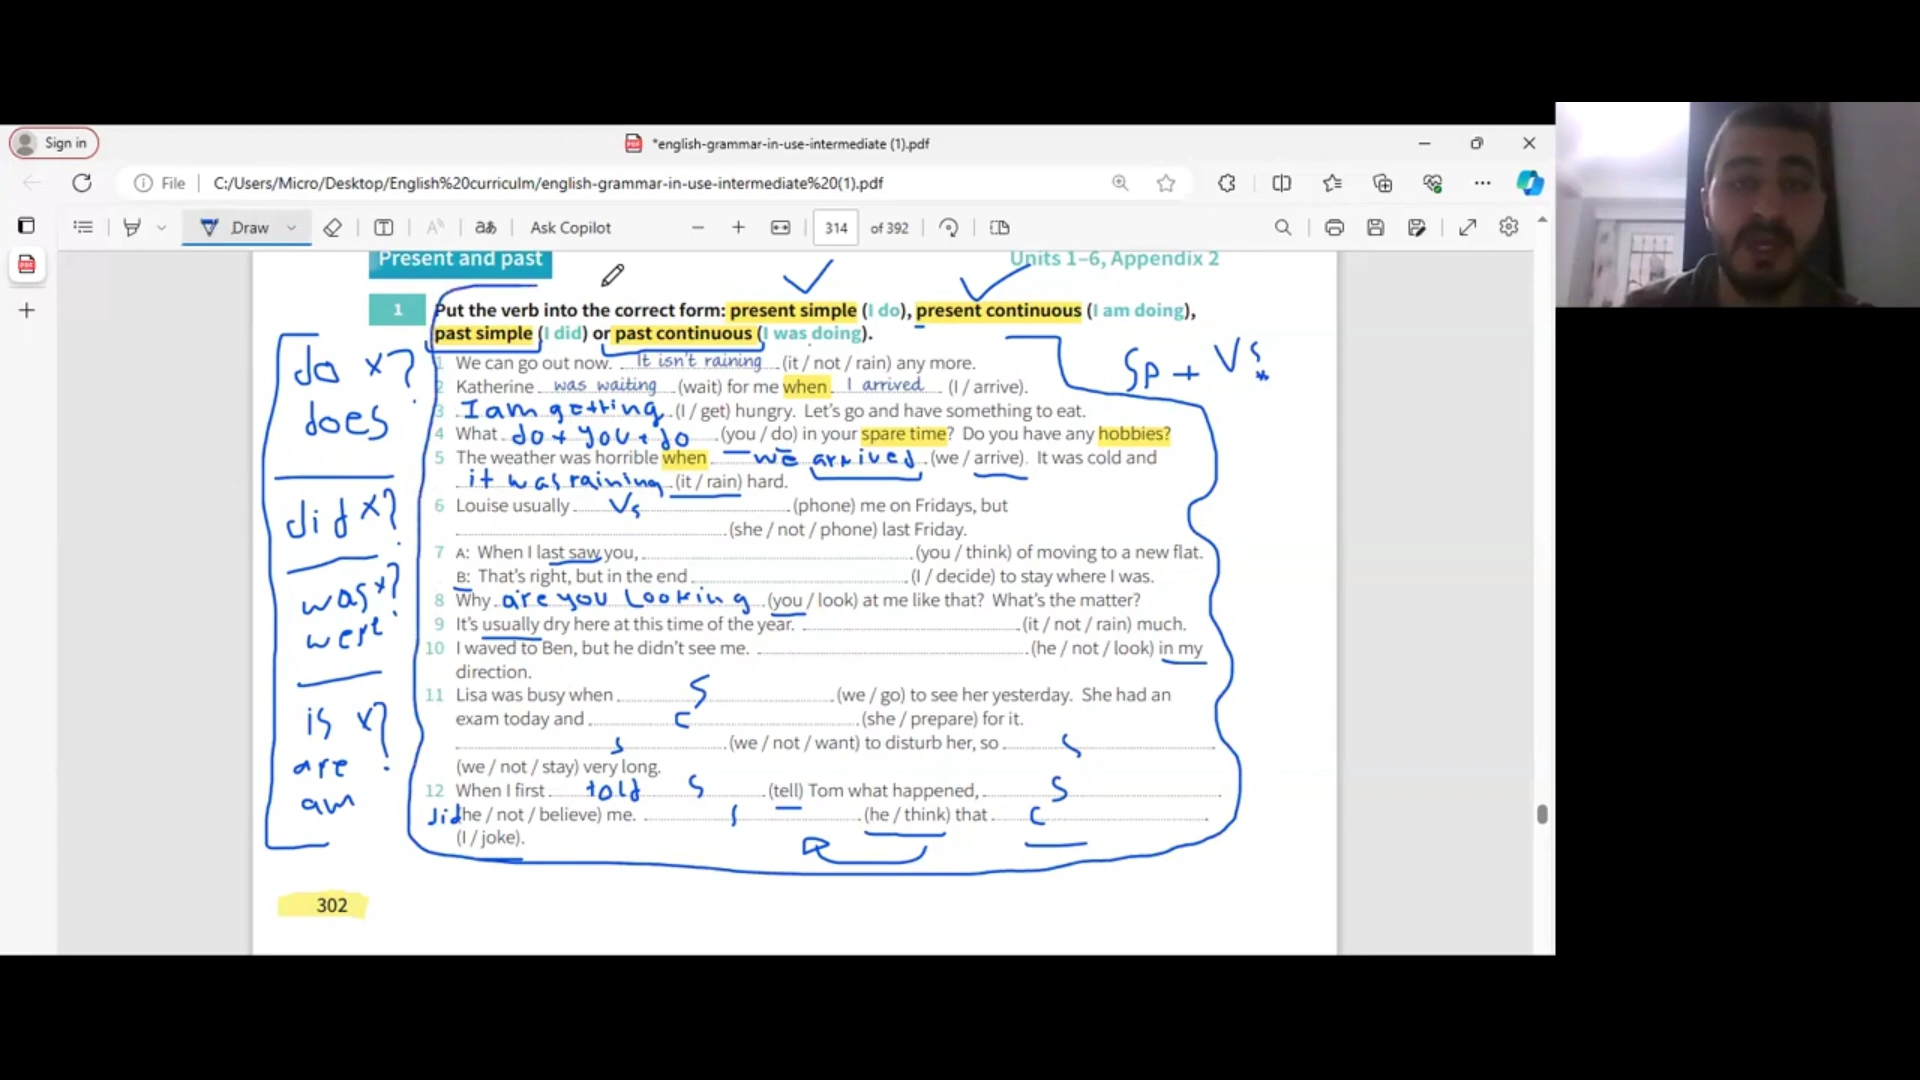 Sign in
*english-grammar-in-use-intermediate (1).pdf
File
C:/Users/Micro/Desktop/English%20curriculm/english-grammar-in-use-intermediate%20(1).pdf
Draw
Ask Copilot
314 of 392
Present and past
Units 1–6, Appendix 2
1 Put the verb into the correct form: present simple (I do), present continuous (I am doing),
past simple (I did) or past continuous (I was doing).
1 We can go out now. It isn't raining (it / not / rain) any more.
2 Katherine was waiting (wait) for me when I arrived (I / arrive).
3 I am getting (I / get) hungry. Let's go and have something to eat.
4 What do + you + do (you / do) in your spare time? Do you have any hobbies?
5 The weather was horrible when we arrived (we / arrive). It was cold and
it was raining (it / rain) hard.
6 Louise usually Vs (phone) me on Fridays, but
(she / not / phone) last Friday.
7 A: When I last saw you, (you / think) of moving to a new flat.
B: That's right, but in the end (I / decide) to stay where I was.
8 Why are you looking (you / look) at me like that? What's the matter?
9 It's usually dry here at this time of the year. (it / not / rain) much.
10 I waved to Ben, but he didn't see me. (he / not / look) in my
direction.
11 Lisa was busy when S (we / go) to see her yesterday. She had an
exam today and C (she / prepare) for it.
S (we / not / want) to disturb her, so S
(we / not / stay) very long.
12 When I first told S (tell) Tom what happened, S
did (he / not / believe) me. S (he / think) that C
(I / joke).
do x?
does
did x?
was x?
were
is x?
are
am
Sp + Vs
302